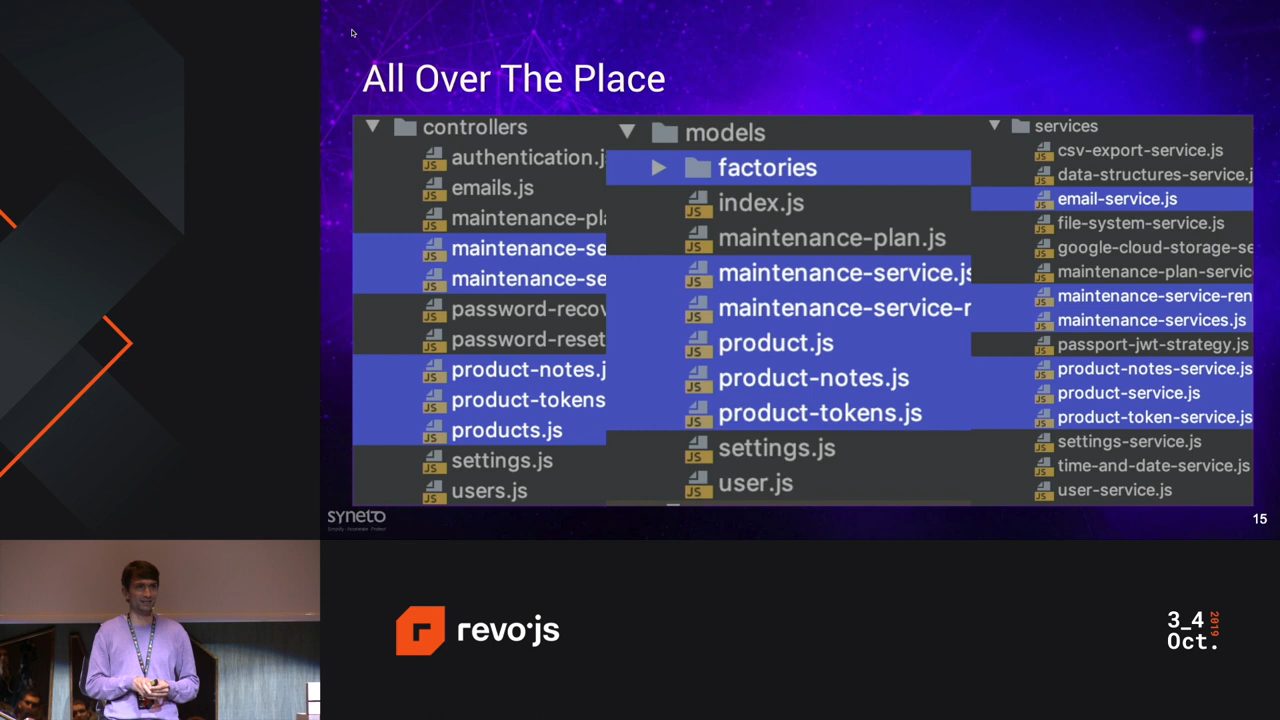 All Over The Place
controllers
authentication.j
emails.js
maintenance-pla
maintenance-se
maintenance-se
password-recov
password-reset
product-notes.j
product-tokens
products.js
settings.js
users.js
models
factories
index.js
maintenance-plan.js
maintenance-service.js
maintenance-service-r
product.js
product-notes.js
product-tokens.js
settings.js
user.js
services
csv-export-service.js
data-structures-service.j
email-service.js
file-system-service.js
google-cloud-storage-se
maintenance-plan-servic
maintenance-service-ren
maintenance-services.js
passport-jwt-strategy.js
product-notes-service.js
product-service.js
product-token-service.js
settings-service.js
time-and-date-service.js
user-service.js
syneto
15
revo·js
3_4
Oct.
2019